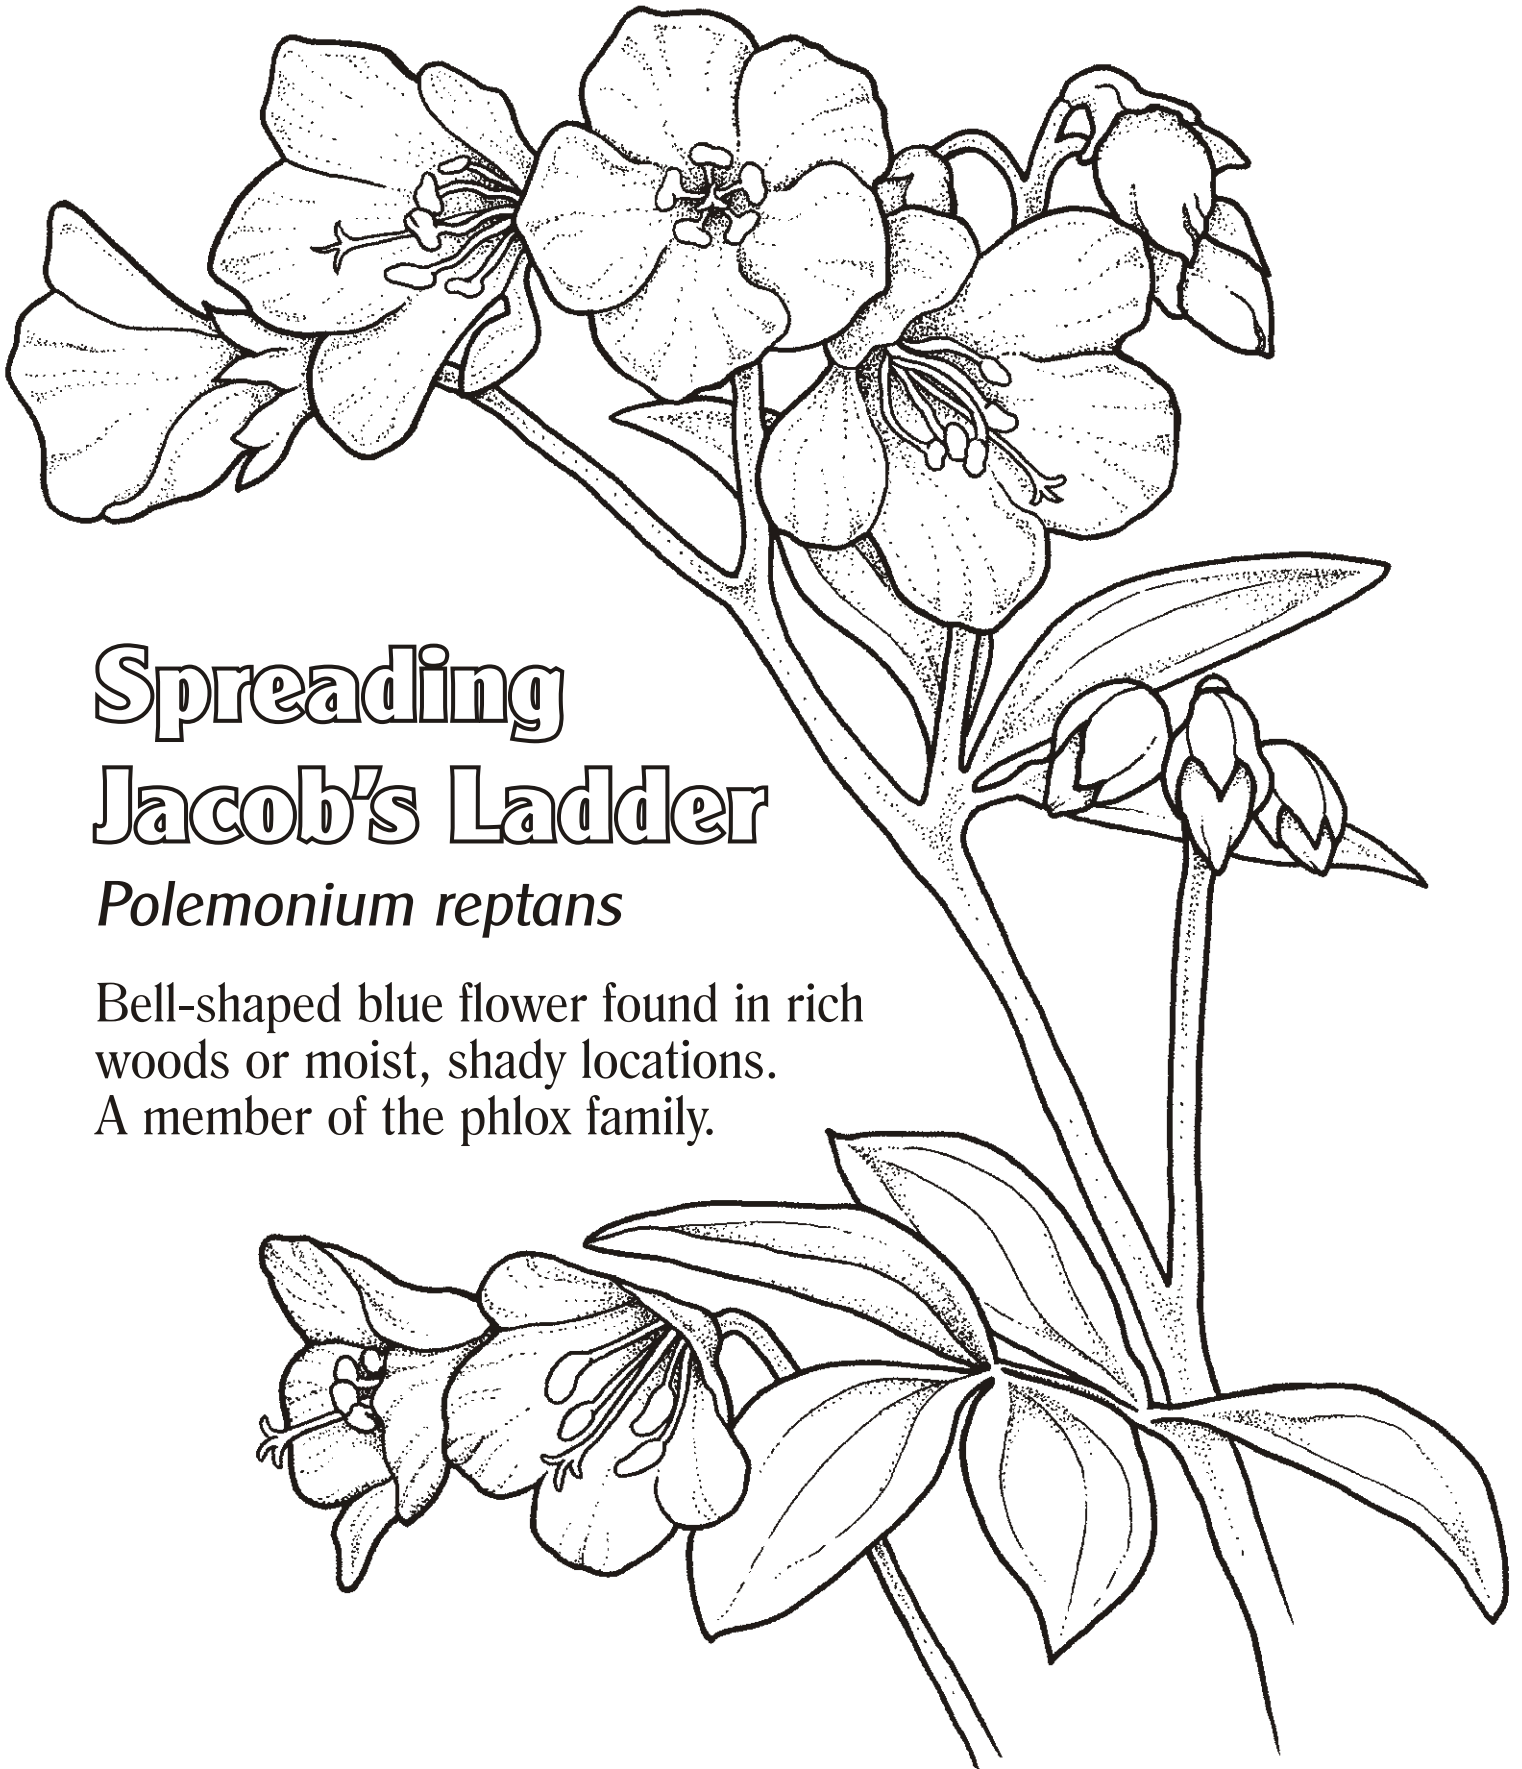 Spreading
Jacob's Ladder
Polemonium reptans
Bell-shaped blue flower found in rich
woods or moist, shady locations.
A member of the phlox family.